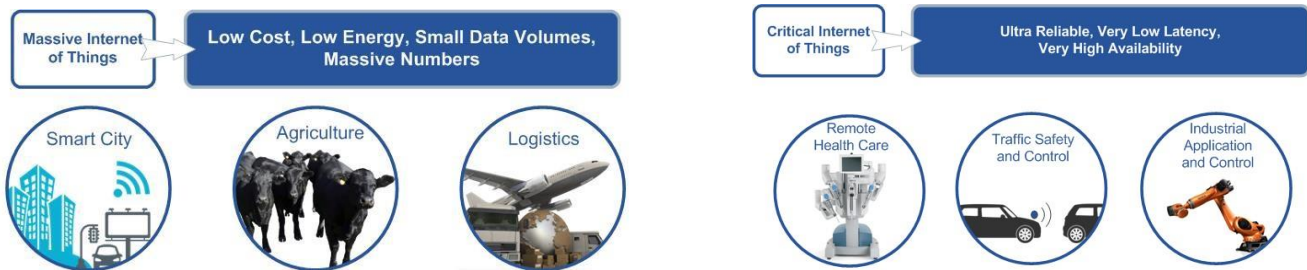 Massive Internet
of Things
Low Cost, Low Energy, Small Data Volumes,
Massive Numbers
Smart City
Agriculture
Logistics
Critical Internet
of Things
Ultra Reliable, Very Low Latency,
Very High Availability
Remote
Health Care
Traffic Safety
and Control
Industrial
Application
and Control